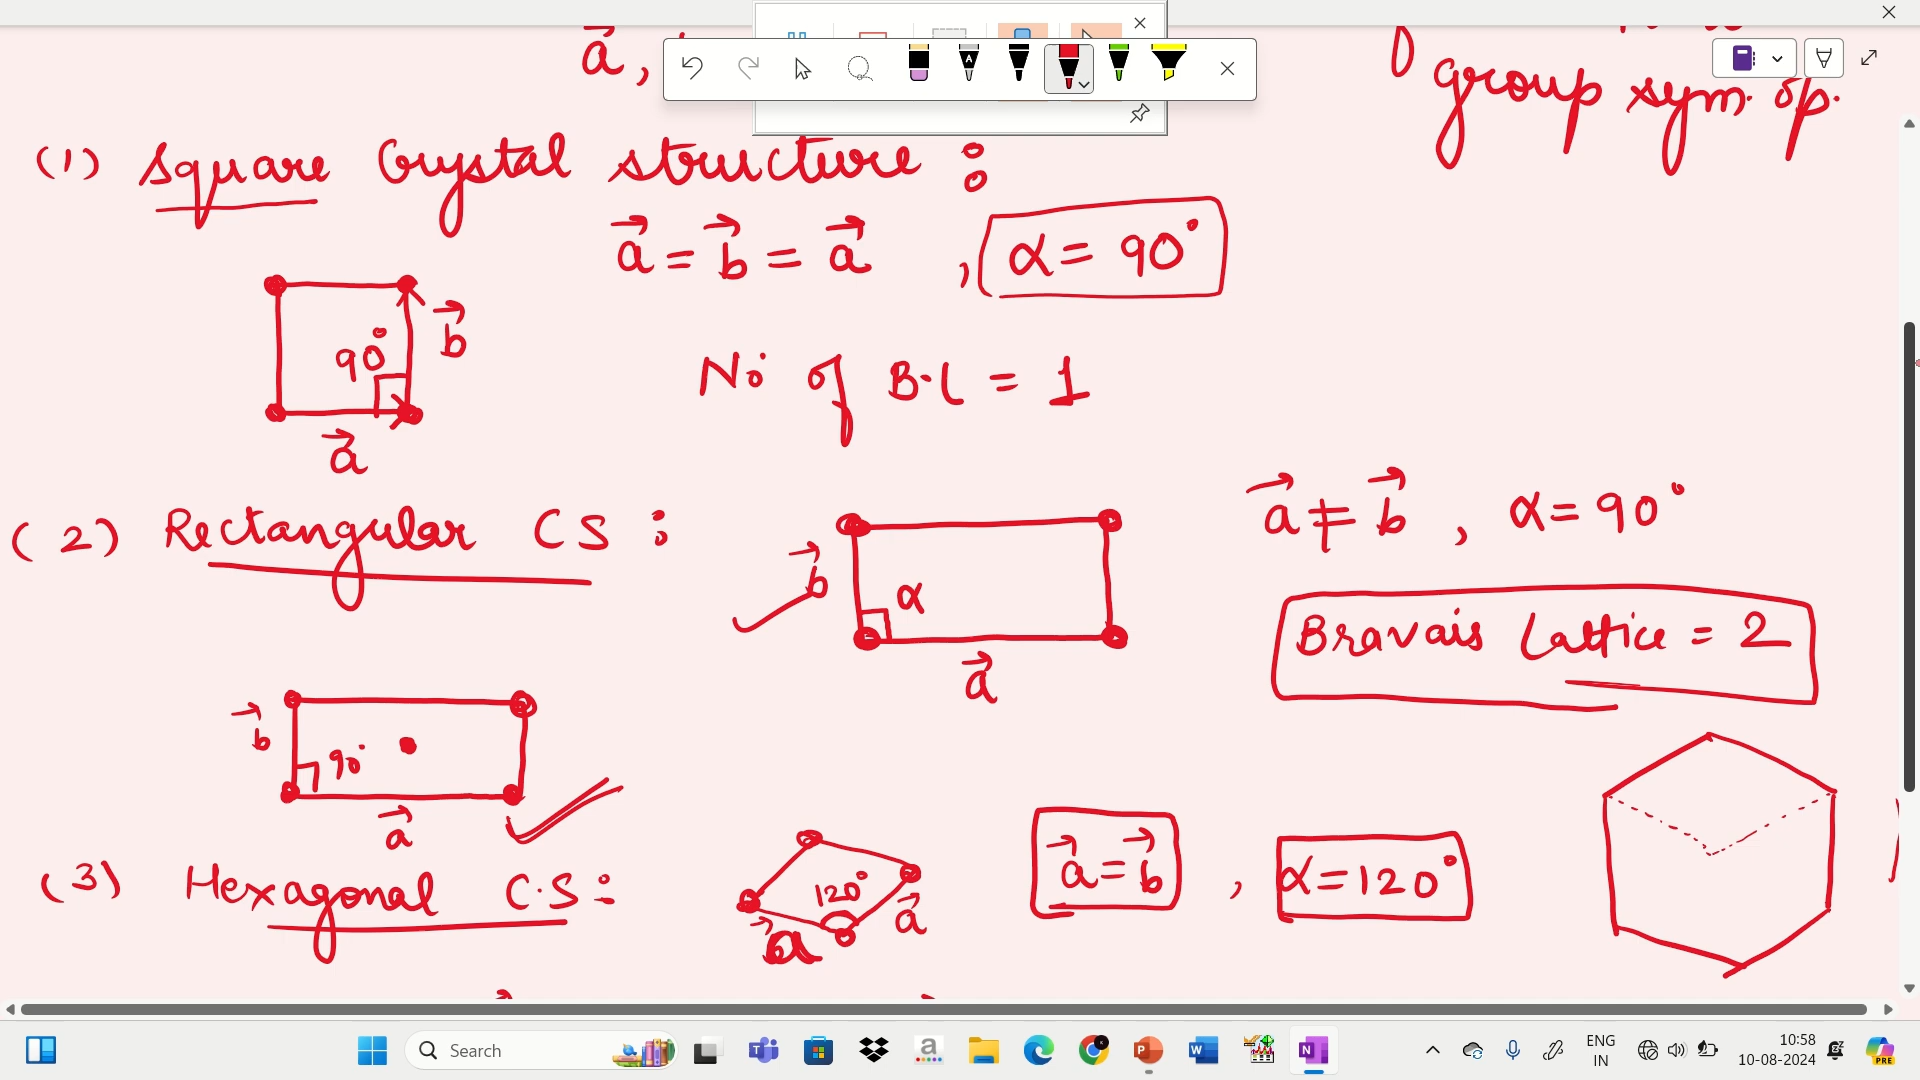 a⃗,
group sym. op.
(1) Square Crystal structure :
a⃗ = b⃗ = a⃗ , α = 90°
90°
b⃗
a⃗
No of B.L = 1
(2) Rectangular CS :
a⃗ ≠ b⃗ , α = 90°
b⃗
α
a⃗
Bravais Lattice = 2
b⃗
90°
a⃗
(3) Hexagonal C.S :
120°
a⃗
a⃗
a⃗ = b⃗ , α = 120°
Search
ENG
IN
10:58
10-08-2024